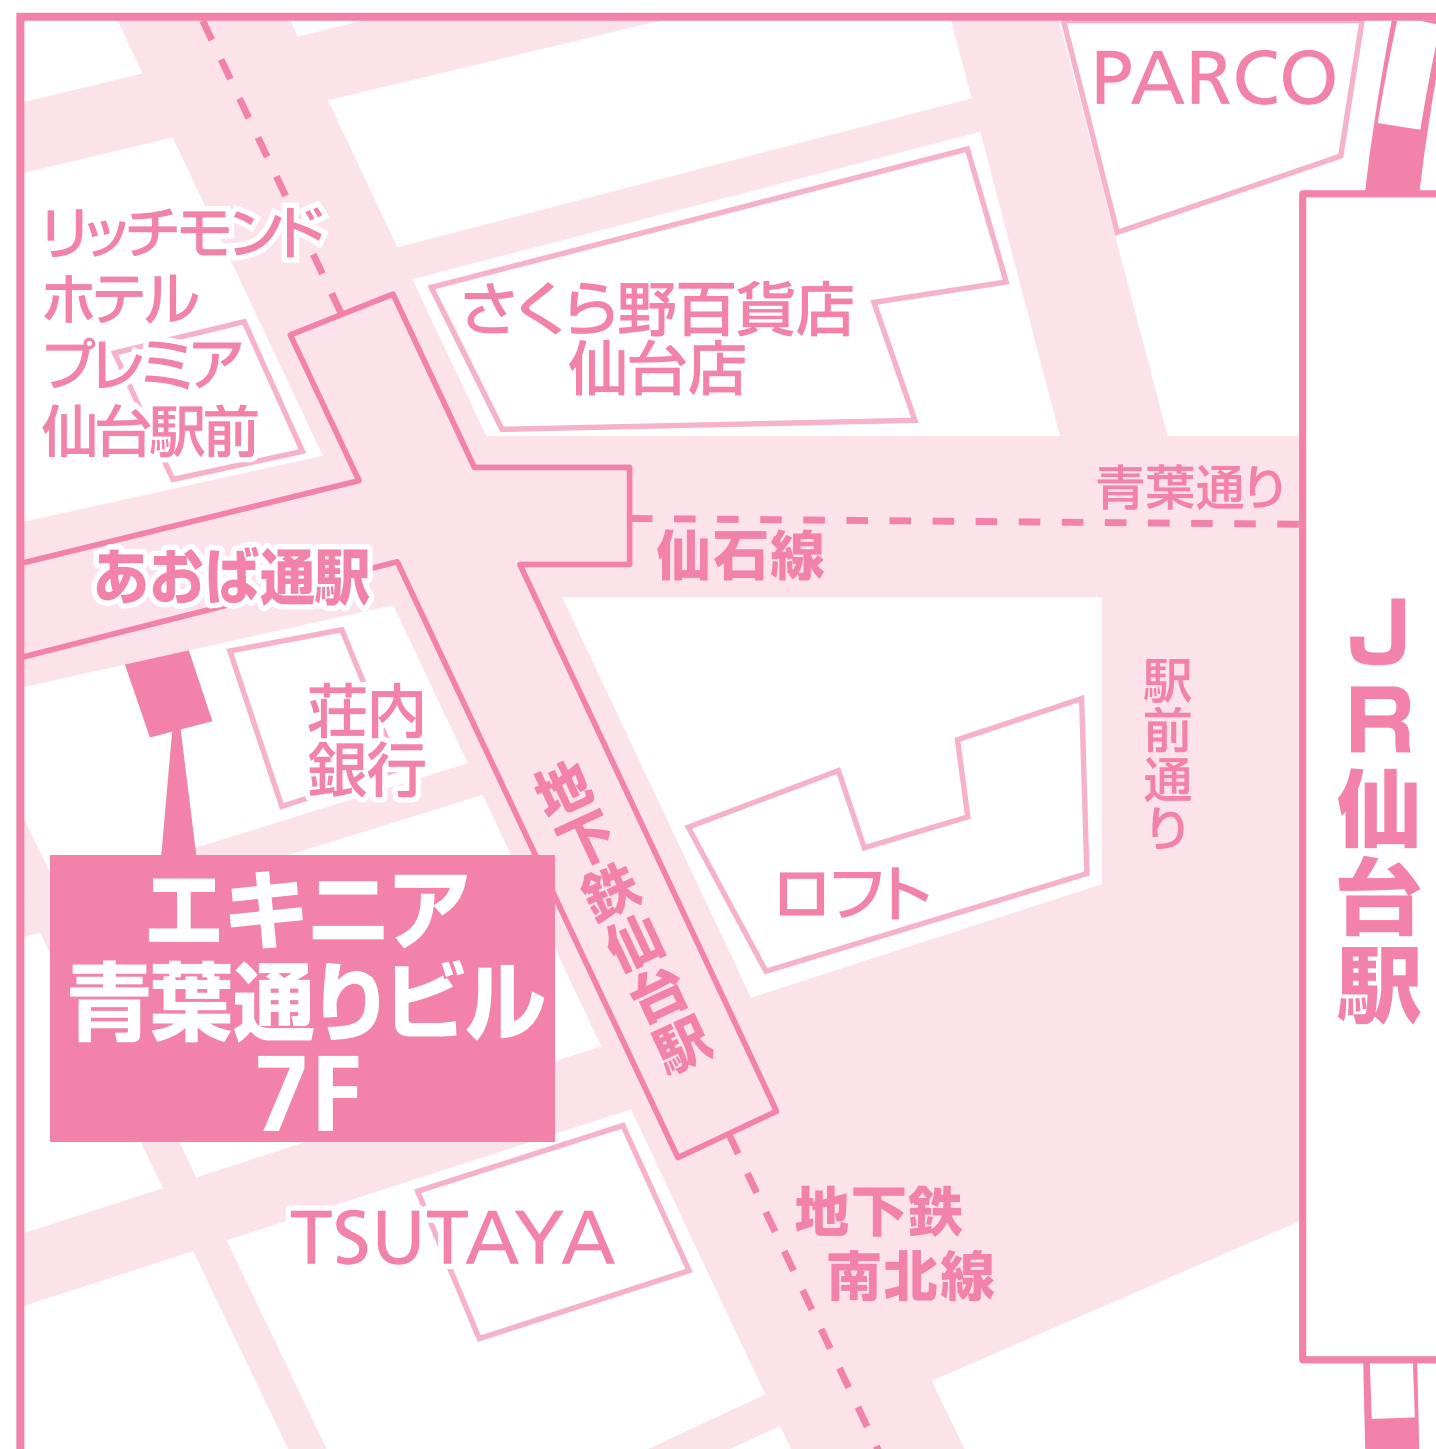 PARCO
リッチモンド
ホテル
プレミア
仙台駅前
さくら野百貨店
仙台店
青葉通り
仙石線
あおば通駅
荘内
銀行
地下鉄仙台駅
駅前通り
JR仙台駅
ロフト
エキニア
青葉通りビル
7F
TSUTAYA
地下鉄
南北線